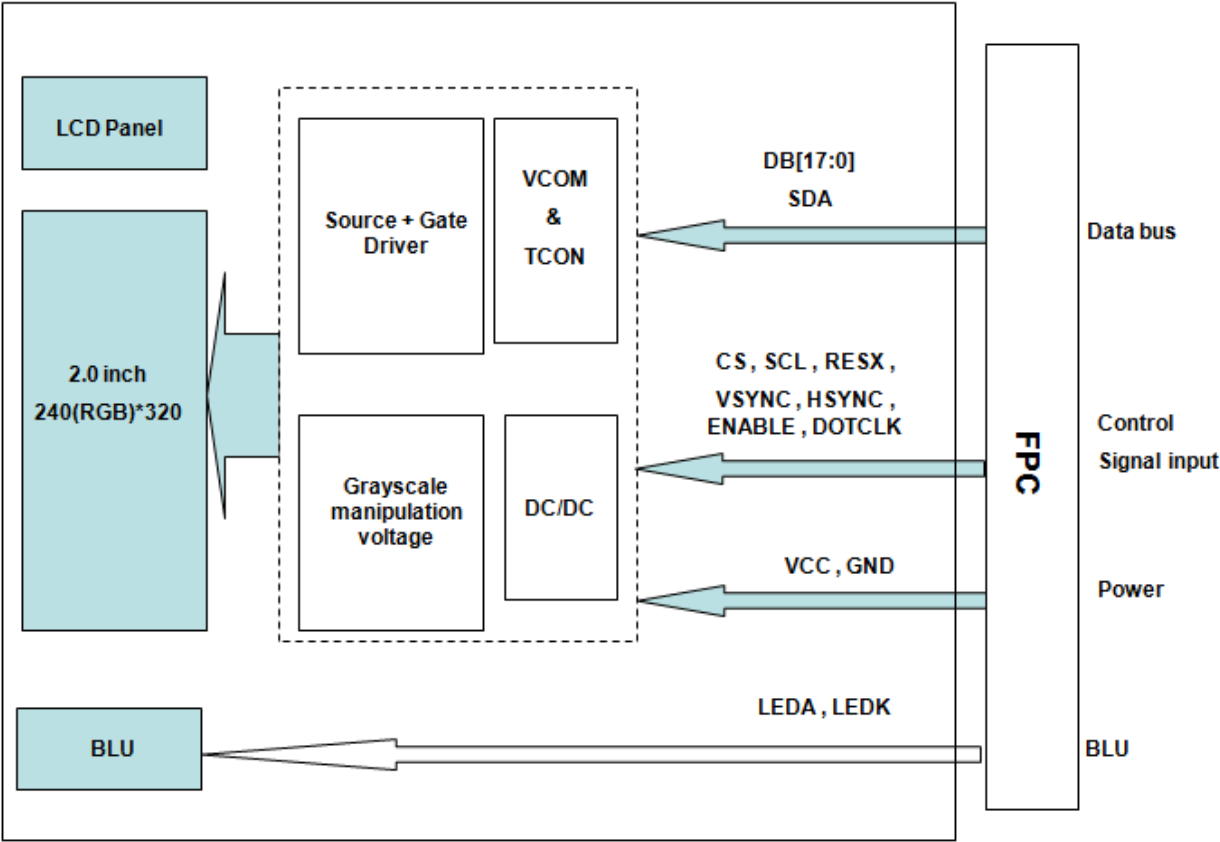 LCD Panel
2.0 inch
240(RGB)*320
BLU
Source + Gate
Driver
VCOM
&
TCON
Grayscale
manipulation
voltage
DC/DC
DB[17:0]
SDA
CS , SCL , RESX ,
VSYNC , HSYNC ,
ENABLE , DOTCLK
VCC , GND
LEDA , LEDK
FPC
Data bus
Control
Signal input
Power
BLU